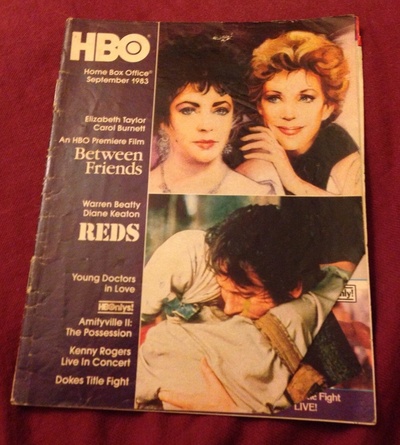 HBO®
Home Box Office®
September 1983
Elizabeth Taylor
Carol Burnett
An HBO Premiere Film
Between
Friends
Warren Beatty
Diane Keaton
REDS
Young Doctors
in Love
HBOnlys!
Amityville II:
The Possession
Kenny Rogers
Live In Concert
Dokes Title Fight
nlys!
Fight
LIVE!